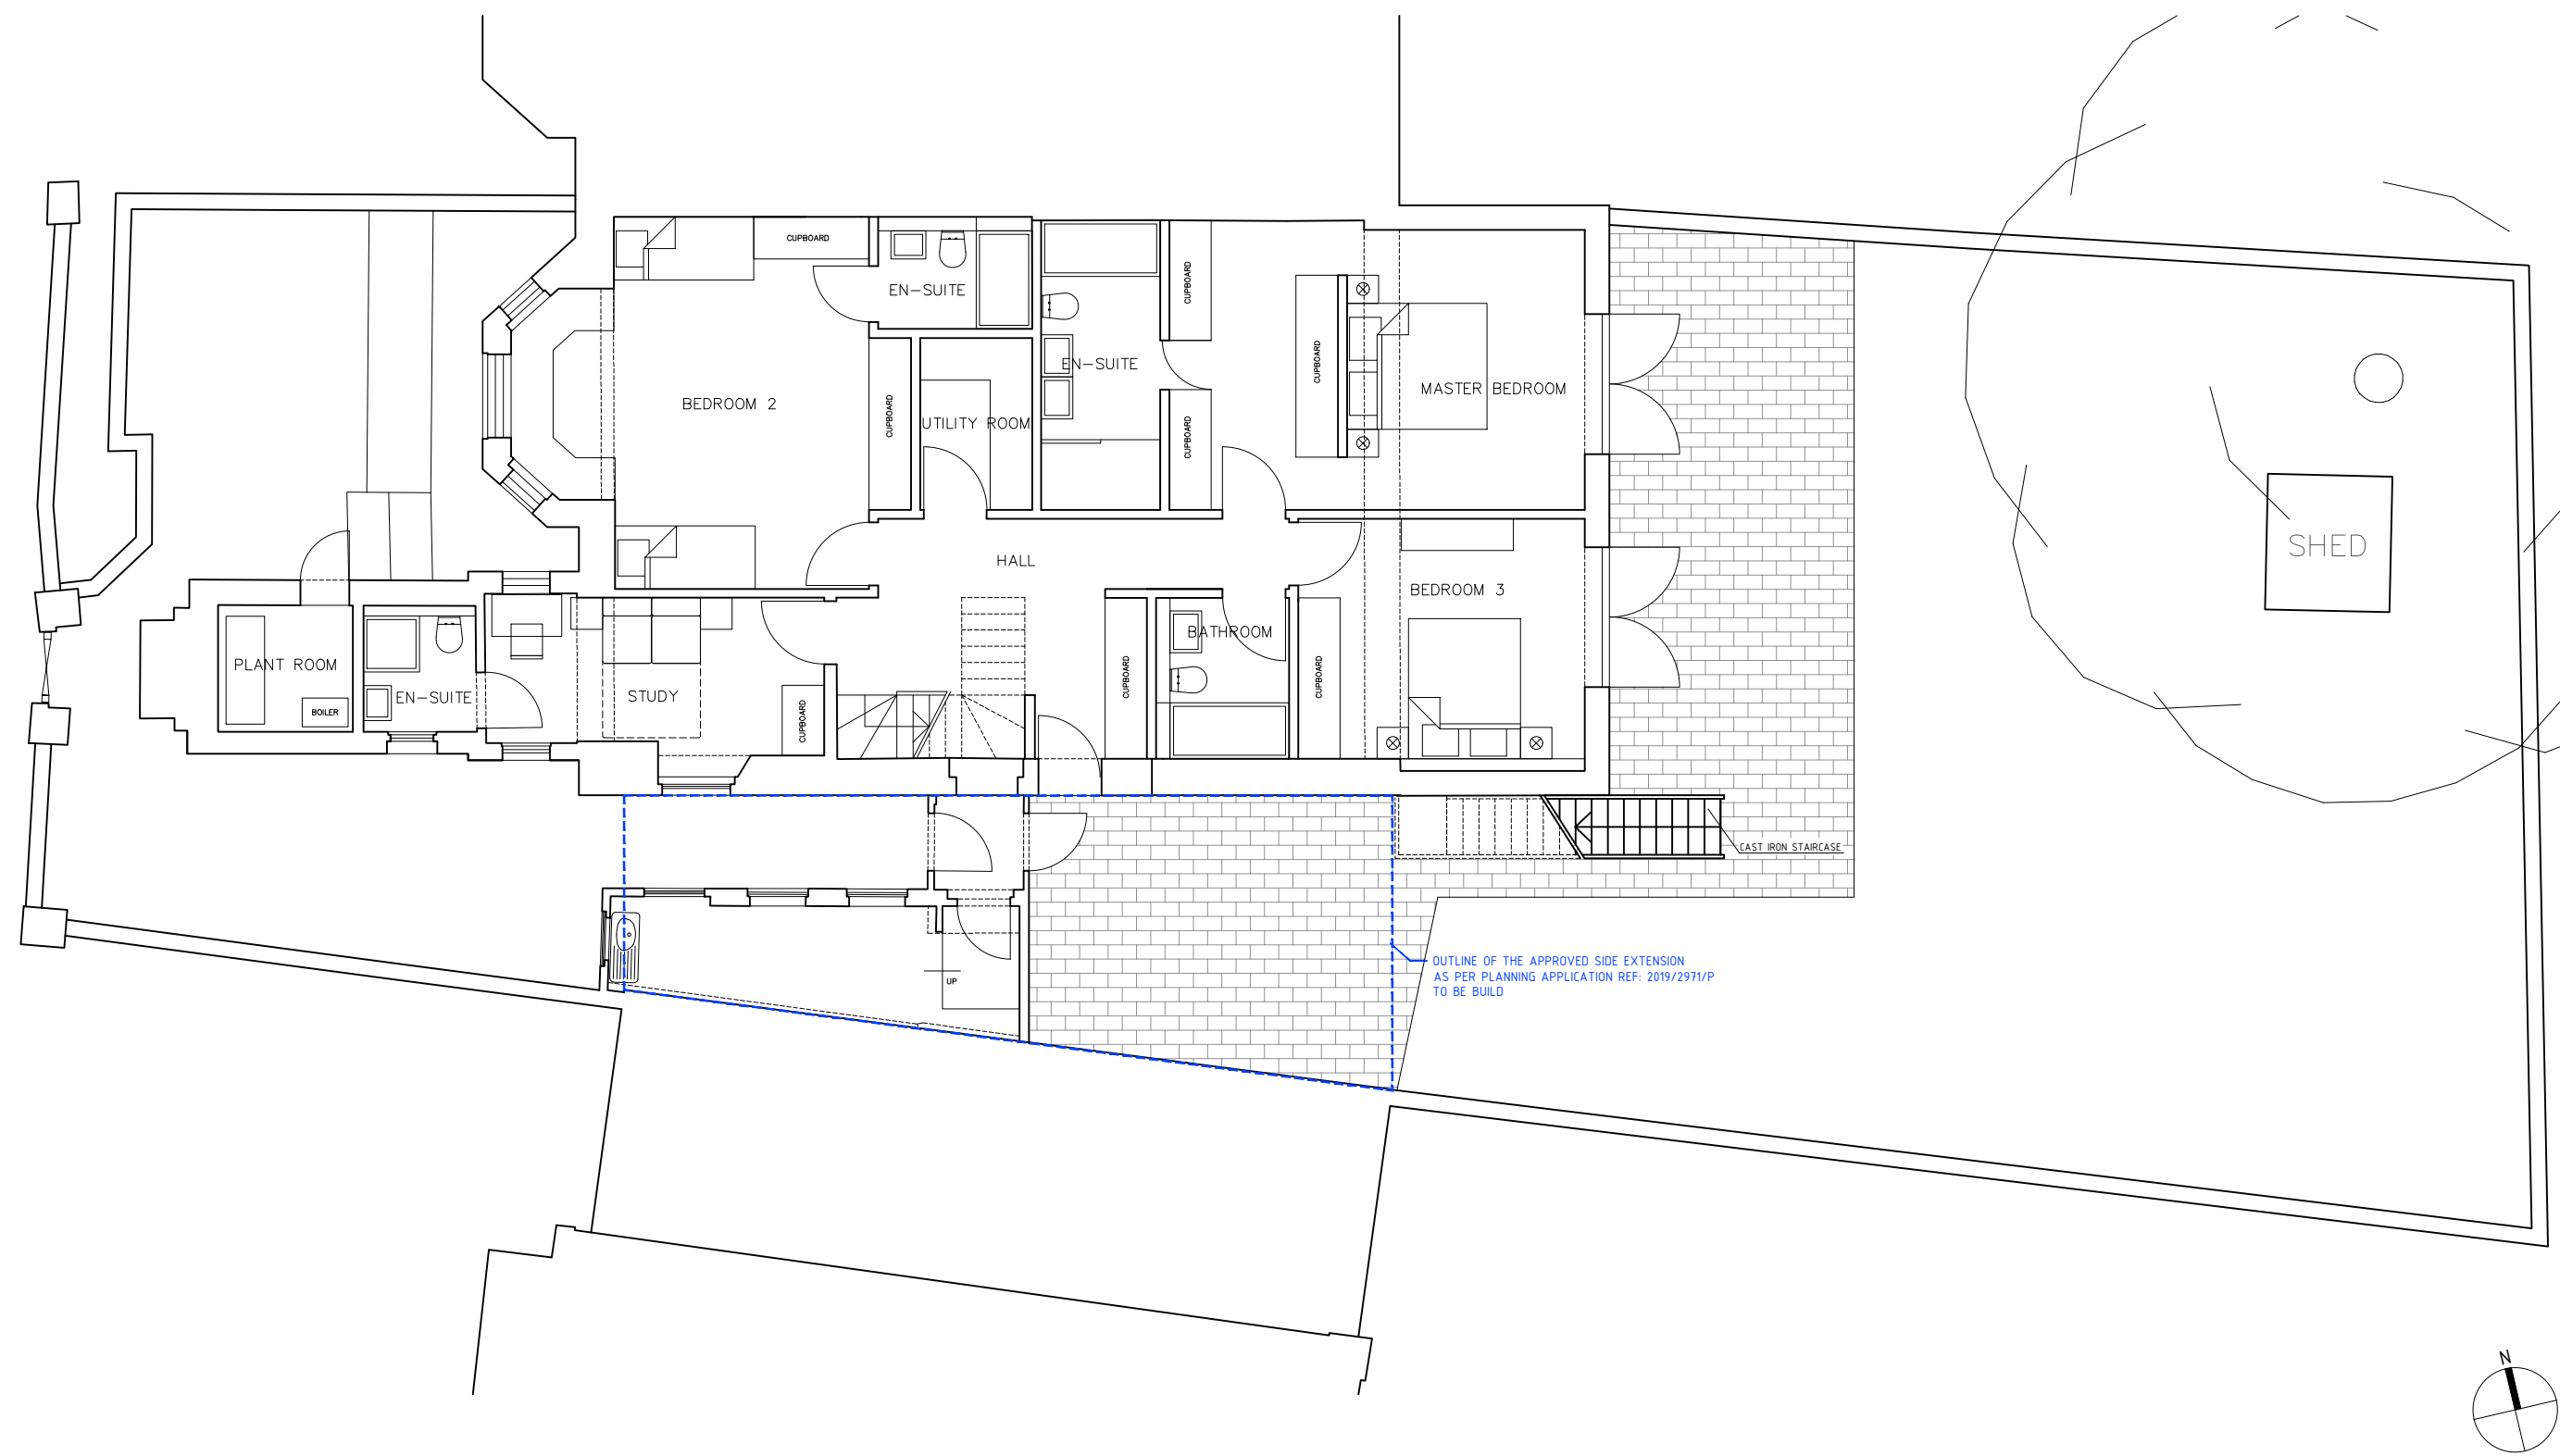 CUPBOARD
EN-SUITE
CUPBOARD
EN-SUITE
CUPBOARD
MASTER BEDROOM
BEDROOM 2
CUPBOARD
UTILITY ROOM
CUPBOARD
SHED
HALL
BEDROOM 3
BATHROOM
PLANT ROOM
EN-SUITE
STUDY
BOILER
CUPBOARD
CUPBOARD
CUPBOARD
CAST IRON STAIRCASE
OUTLINE OF THE APPROVED SIDE EXTENSION
AS PER PLANNING APPLICATION REF: 2019/2971/P
TO BE BUILD
UP
N